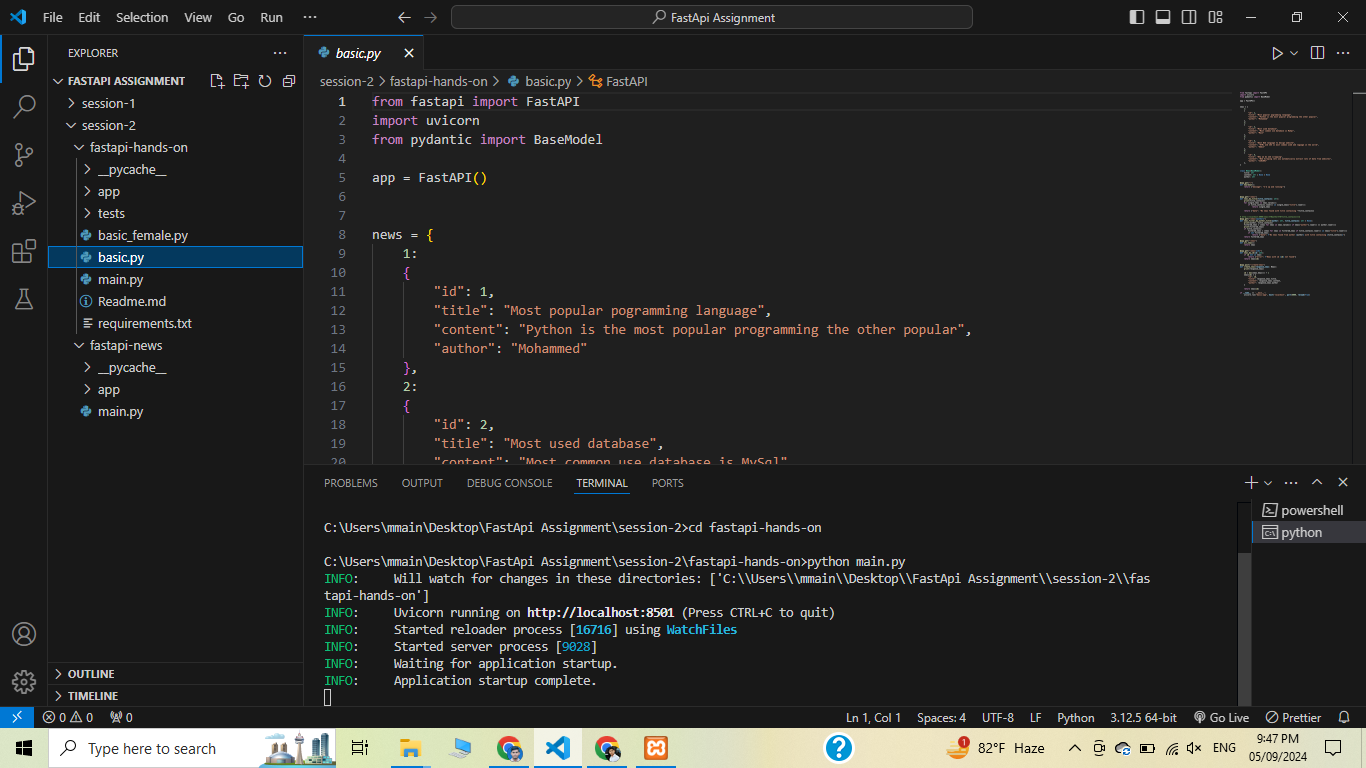 File Edit Selection View Go Run ···
FastApi Assignment
EXPLORER
FASTAPI ASSIGNMENT
session-1
session-2
fastapi-hands-on
__pycache__
app
tests
basic_female.py
basic.py
main.py
Readme.md
requirements.txt
fastapi-news
__pycache__
app
main.py
OUTLINE
TIMELINE
basic.py
session-2 > fastapi-hands-on > basic.py > FastAPI
1 from fastapi import FastAPI
2 import uvicorn
3 from pydantic import BaseModel
4
5 app = FastAPI()
6
7
8 news = {
9 1:
10 {
11 "id": 1,
12 "title": "Most popular pogramming language",
13 "content": "Python is the most popular programming the other popular",
14 "author": "Mohammed"
15 },
16 2:
17 {
18 "id": 2,
19 "title": "Most used database",
20 "content": "Most common use database is MySql"
PROBLEMS OUTPUT DEBUG CONSOLE TERMINAL PORTS
C:\Users\mmain\Desktop\FastApi Assignment\session-2>cd fastapi-hands-on
C:\Users\mmain\Desktop\FastApi Assignment\session-2\fastapi-hands-on>python main.py
INFO: Will watch for changes in these directories: ['C:\\Users\\mmain\\Desktop\\FastApi Assignment\\session-2\\fas
tapi-hands-on']
INFO: Uvicorn running on http://localhost:8501 (Press CTRL+C to quit)
INFO: Started reloader process [16716] using WatchFiles
INFO: Started server process [9028]
INFO: Waiting for application startup.
INFO: Application startup complete.
powershell
python
0 0 0 Ln 1, Col 1 Spaces: 4 UTF-8 LF Python 3.12.5 64-bit Go Live Prettier
Type here to search
1 82°F Haze ENG
9:47 PM
05/09/2024